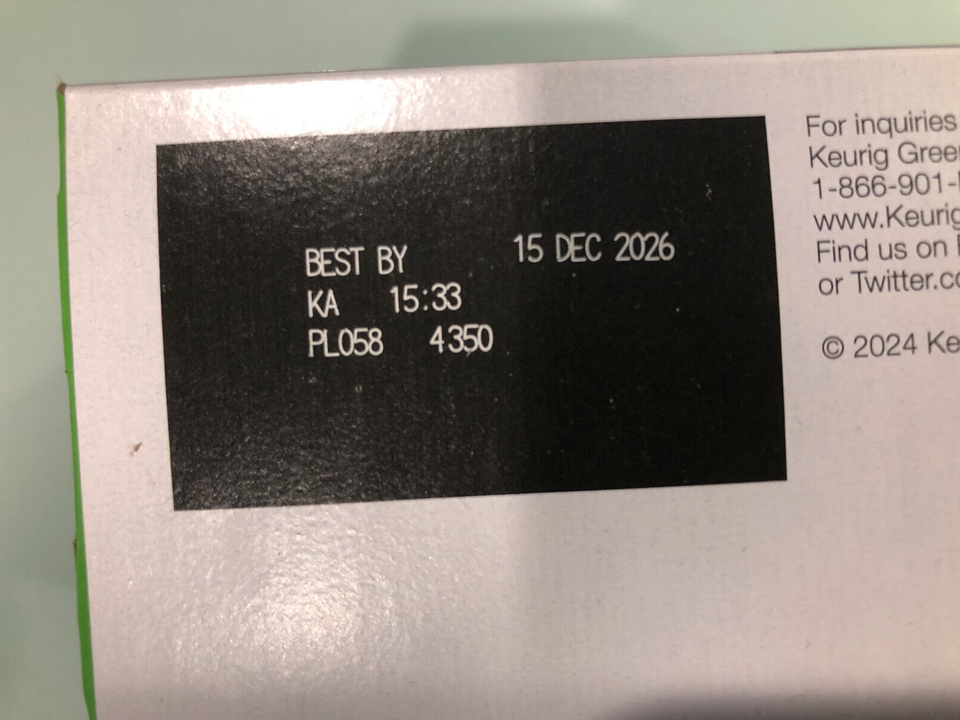 BEST BY 15 DEC 2026
KA 15:33
PL058 4350
For inquiries
Keurig Gree
1-866-901-
www.Keurig
Find us on
or Twitter.co
© 2024 Ke